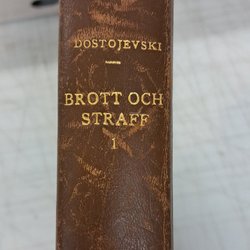 DOSTOJEVSKI
BROTT OCH
STRAFF
1